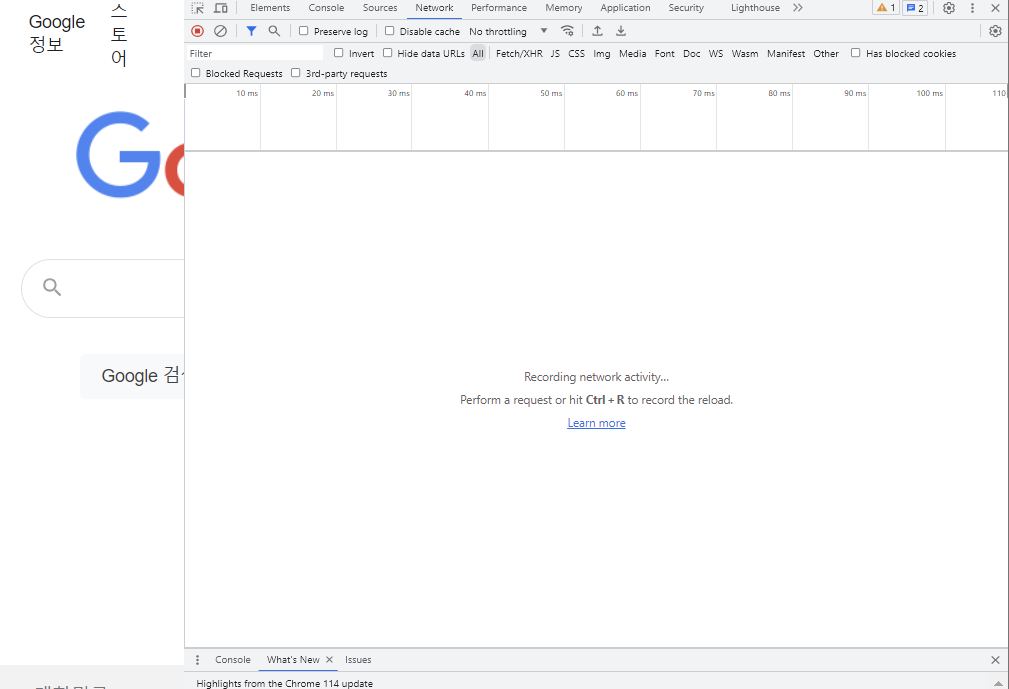 Google 정보
스토어
Google 검색
Elements Console Sources Network Performance Memory Application Security Lighthouse 1 2
Preserve log Disable cache No throttling
Filter Invert Hide data URLs All Fetch/XHR JS CSS Img Media Font Doc WS Wasm Manifest Other Has blocked cookies
Blocked Requests 3rd-party requests
10 ms 20 ms 30 ms 40 ms 50 ms 60 ms 70 ms 80 ms 90 ms 100 ms 110
Recording network activity...
Perform a request or hit Ctrl + R to record the reload.
Learn more
Console What's New Issues
Highlights from the Chrome 114 update
대한민국